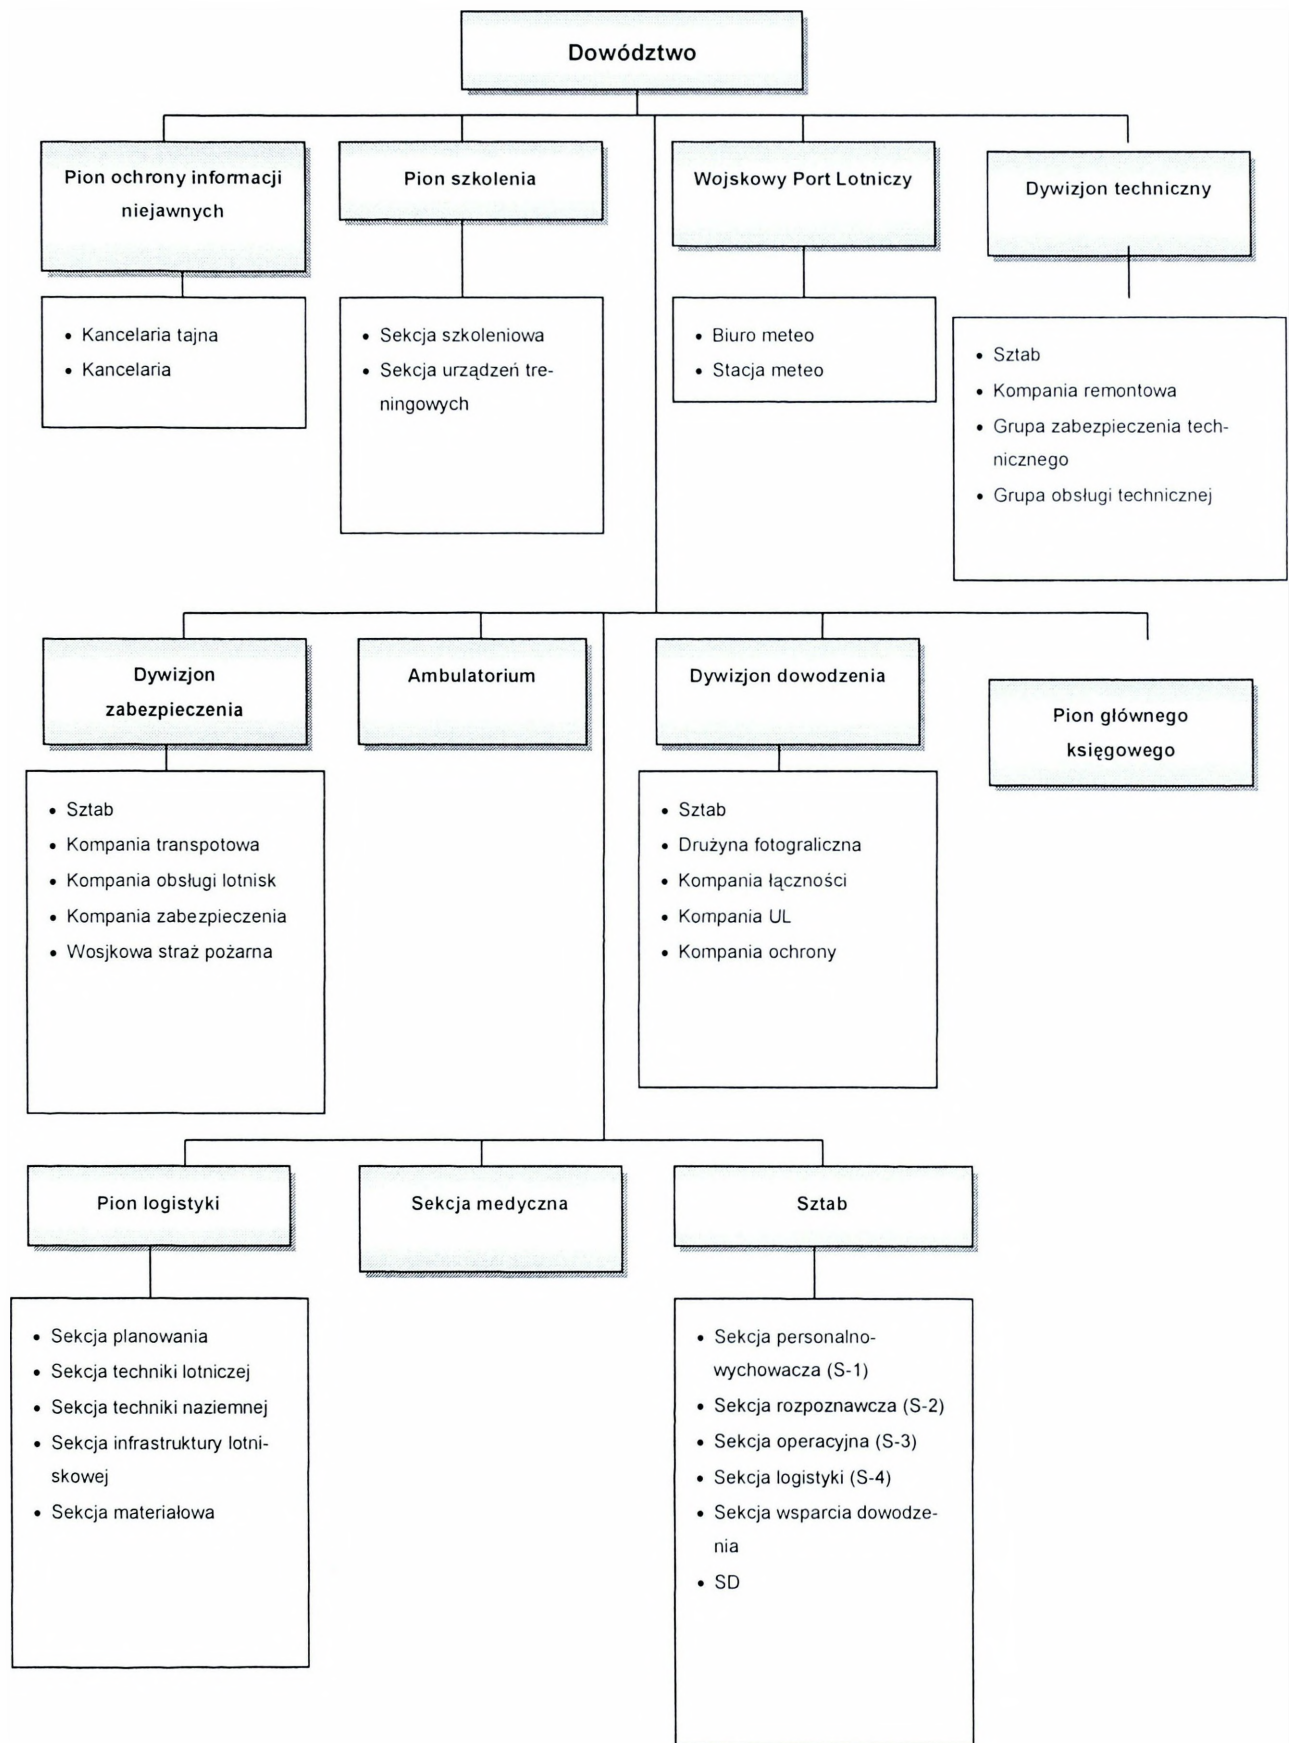 Dowództwo
Pion ochrony informacji
niejawnych
Pion szkolenia
Wojskowy Port Lotniczy
Dywizjon techniczny
• Kancelaria tajna
• Kancelaria
• Sekcja szkoleniowa
• Sekcja urządzeń tre-
ningowych
• Biuro meteo
• Stacja meteo
• Sztab
• Kompania remontowa
• Grupa zabezpieczenia tech-
nicznego
• Grupa obsługi technicznej
Dywizjon
zabezpieczenia
Ambulatorium
Dywizjon dowodzenia
Pion głównego
księgowego
• Sztab
• Kompania transpotowa
• Kompania obsługi lotnisk
• Kompania zabezpieczenia
• Wosjkowa straż pożarna
• Sztab
• Drużyna fotograliczna
• Kompania łączności
• Kompania UL
• Kompania ochrony
Pion logistyki
Sekcja medyczna
Sztab
• Sekcja planowania
• Sekcja techniki lotniczej
• Sekcja techniki naziemnej
• Sekcja infrastruktury lotni-
skowej
• Sekcja materiałowa
• Sekcja personalno-
wychowacza (S-1)
• Sekcja rozpoznawcza (S-2)
• Sekcja operacyjna (S-3)
• Sekcja logistyki (S-4)
• Sekcja wsparcia dowodze-
nia
• SD